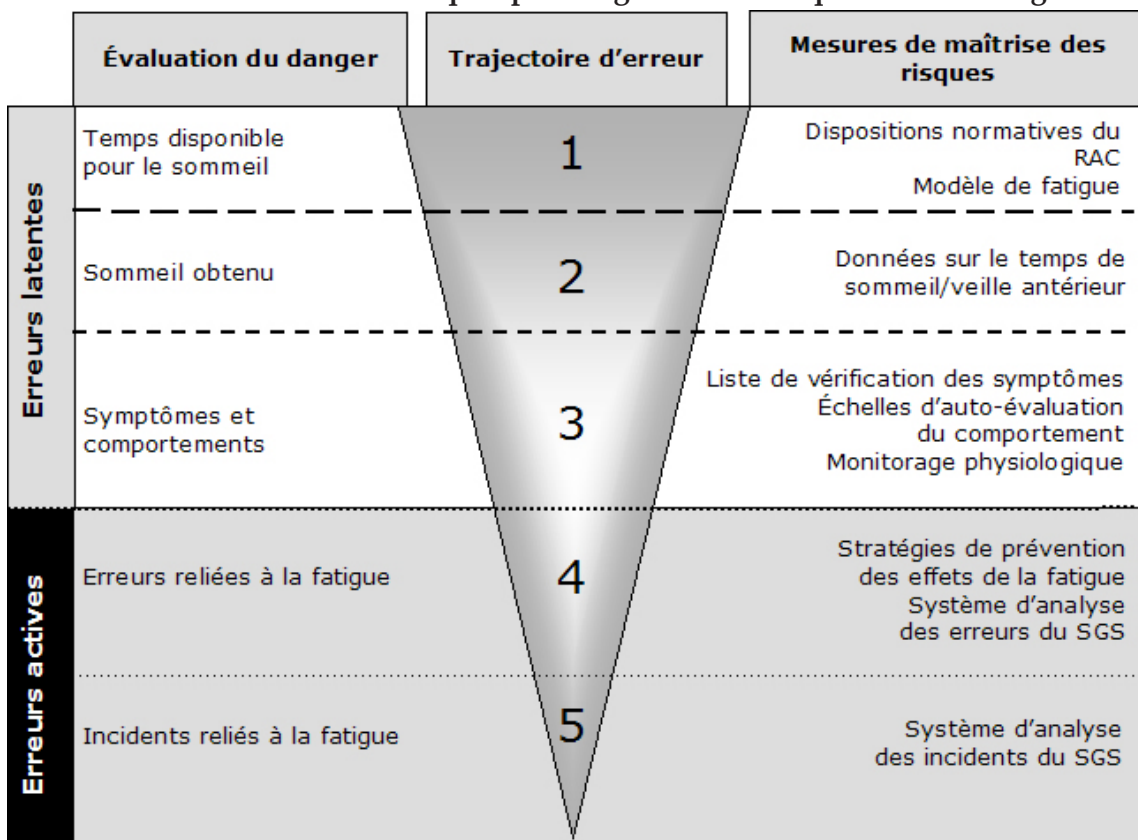 Évaluation du danger
Trajectoire d'erreur
Mesures de maîtrise des
risques
Erreurs latentes
Temps disponible
pour le sommeil
1
Dispositions normatives du
RAC
Modèle de fatigue
Sommeil obtenu
2
Données sur le temps de
sommeil/veille antérieur
Symptômes et
comportements
3
Liste de vérification des symptômes
Échelles d'auto-évaluation
du comportement
Monitorage physiologique
Erreurs actives
Erreurs reliées à la fatigue
4
Stratégies de prévention
des effets de la fatigue
Système d'analyse
des erreurs du SGS
Incidents reliés à la fatigue
5
Système d'analyse
des incidents du SGS